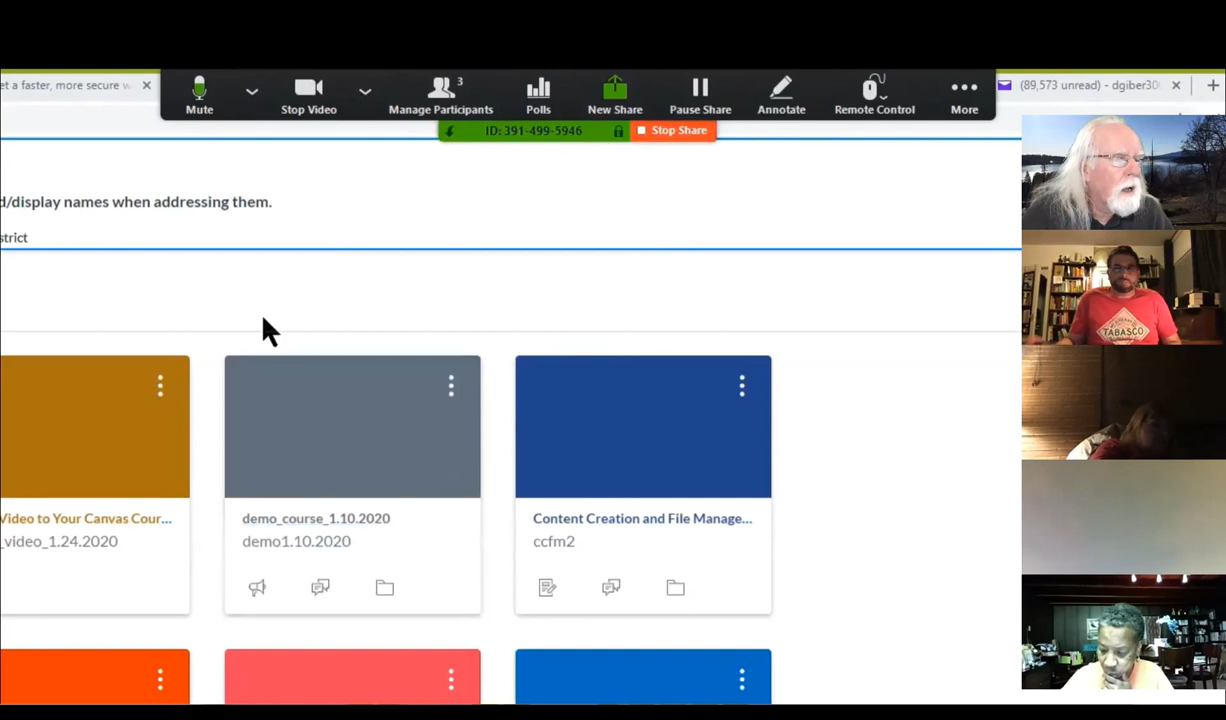 et a faster, more secure w
(89,573 unread) - dgiber30
3
Mute
Stop Video
Manage Participants
Polls
New Share
Pause Share
Annotate
Remote Control
More
ID: 391-499-5946
Stop Share
d/display names when addressing them.
strict
TABASCO
Video to Your Canvas Cour...
_video_1.24.2020
demo_course_1.10.2020
demo1.10.2020
Content Creation and File Manage...
ccfm2